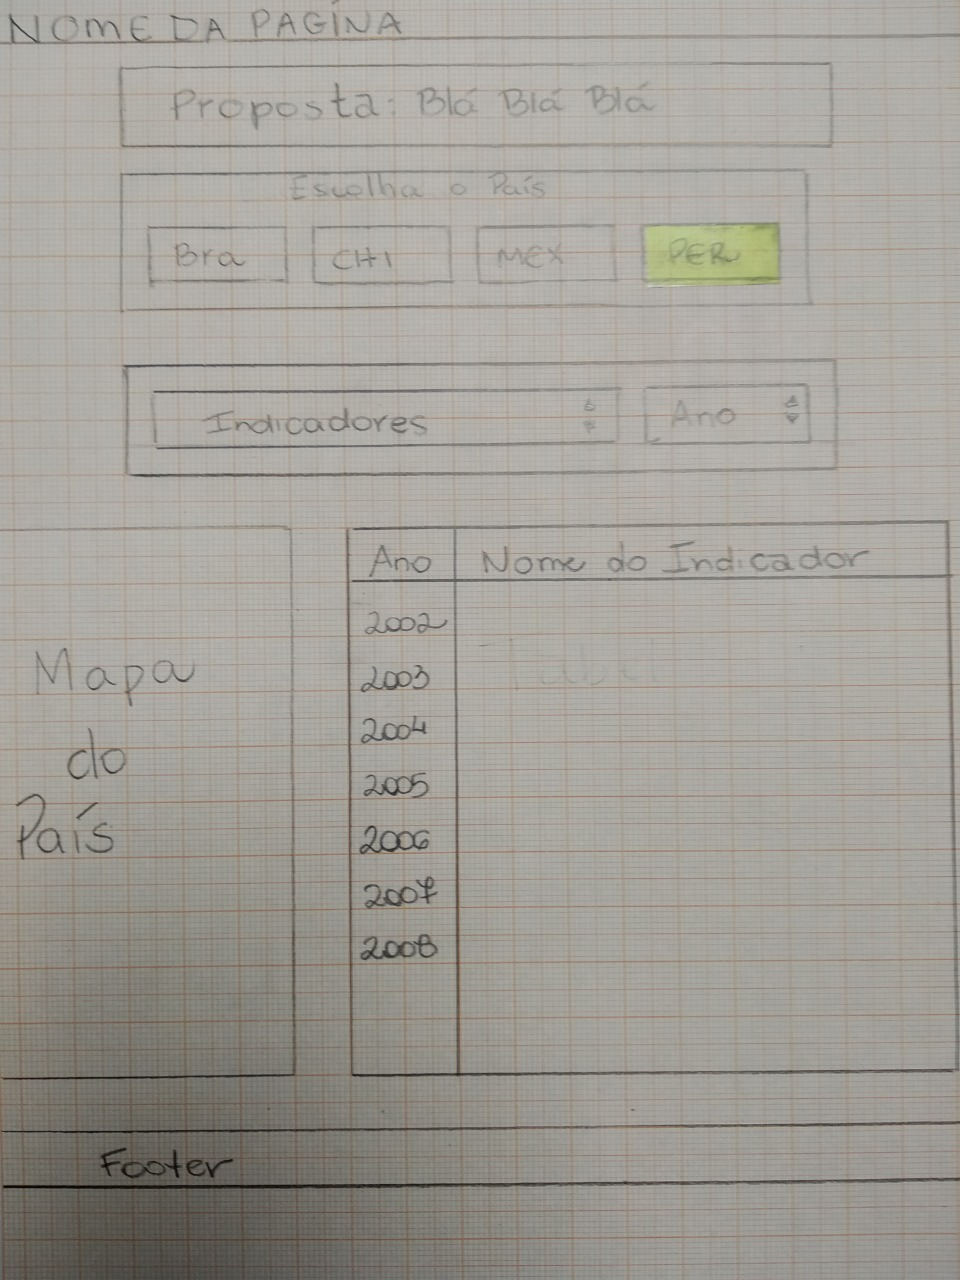 NOME DA PAGÍNA
Proposta: Blá Blá Blá
Escolha o País
Bra CHI MEX PER
Indicadores Ano
Ano Nome do Indicador
2002
2003
2004
2005
2006
2007
2008
Mapa
do
País
Footer